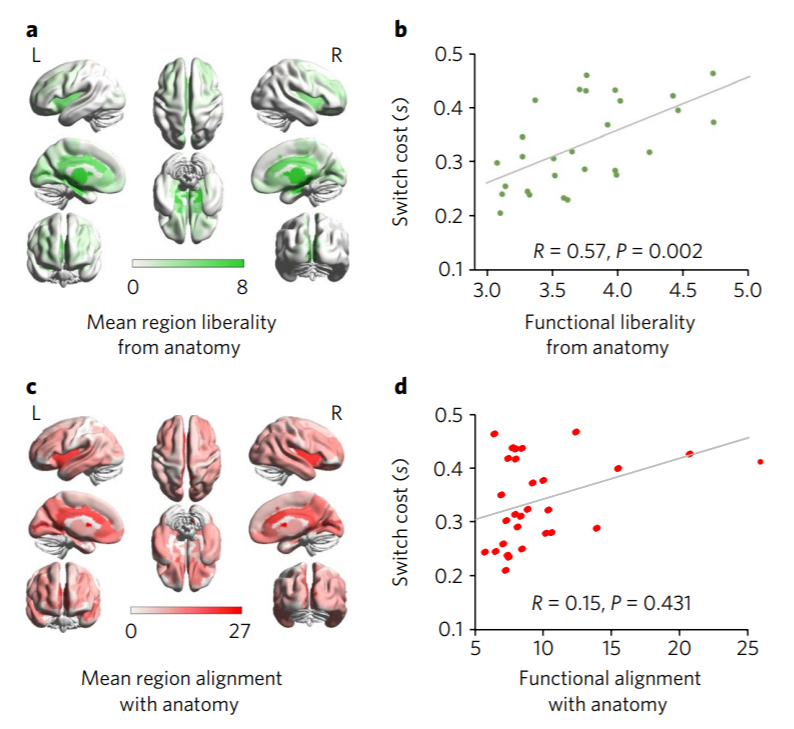 a
L
R
0
8
Mean region liberality
from anatomy
b
Switch cost (s)
0.5
0.4
0.3
0.2
0.1
R = 0.57, P = 0.002
3.0 3.5 4.0 4.5 5.0
Functional liberality
from anatomy
c
L
R
0
27
Mean region alignment
with anatomy
d
Switch cost (s)
0.5
0.4
0.3
0.2
0.1
R = 0.15, P = 0.431
5 10 15 20 25
Functional alignment
with anatomy